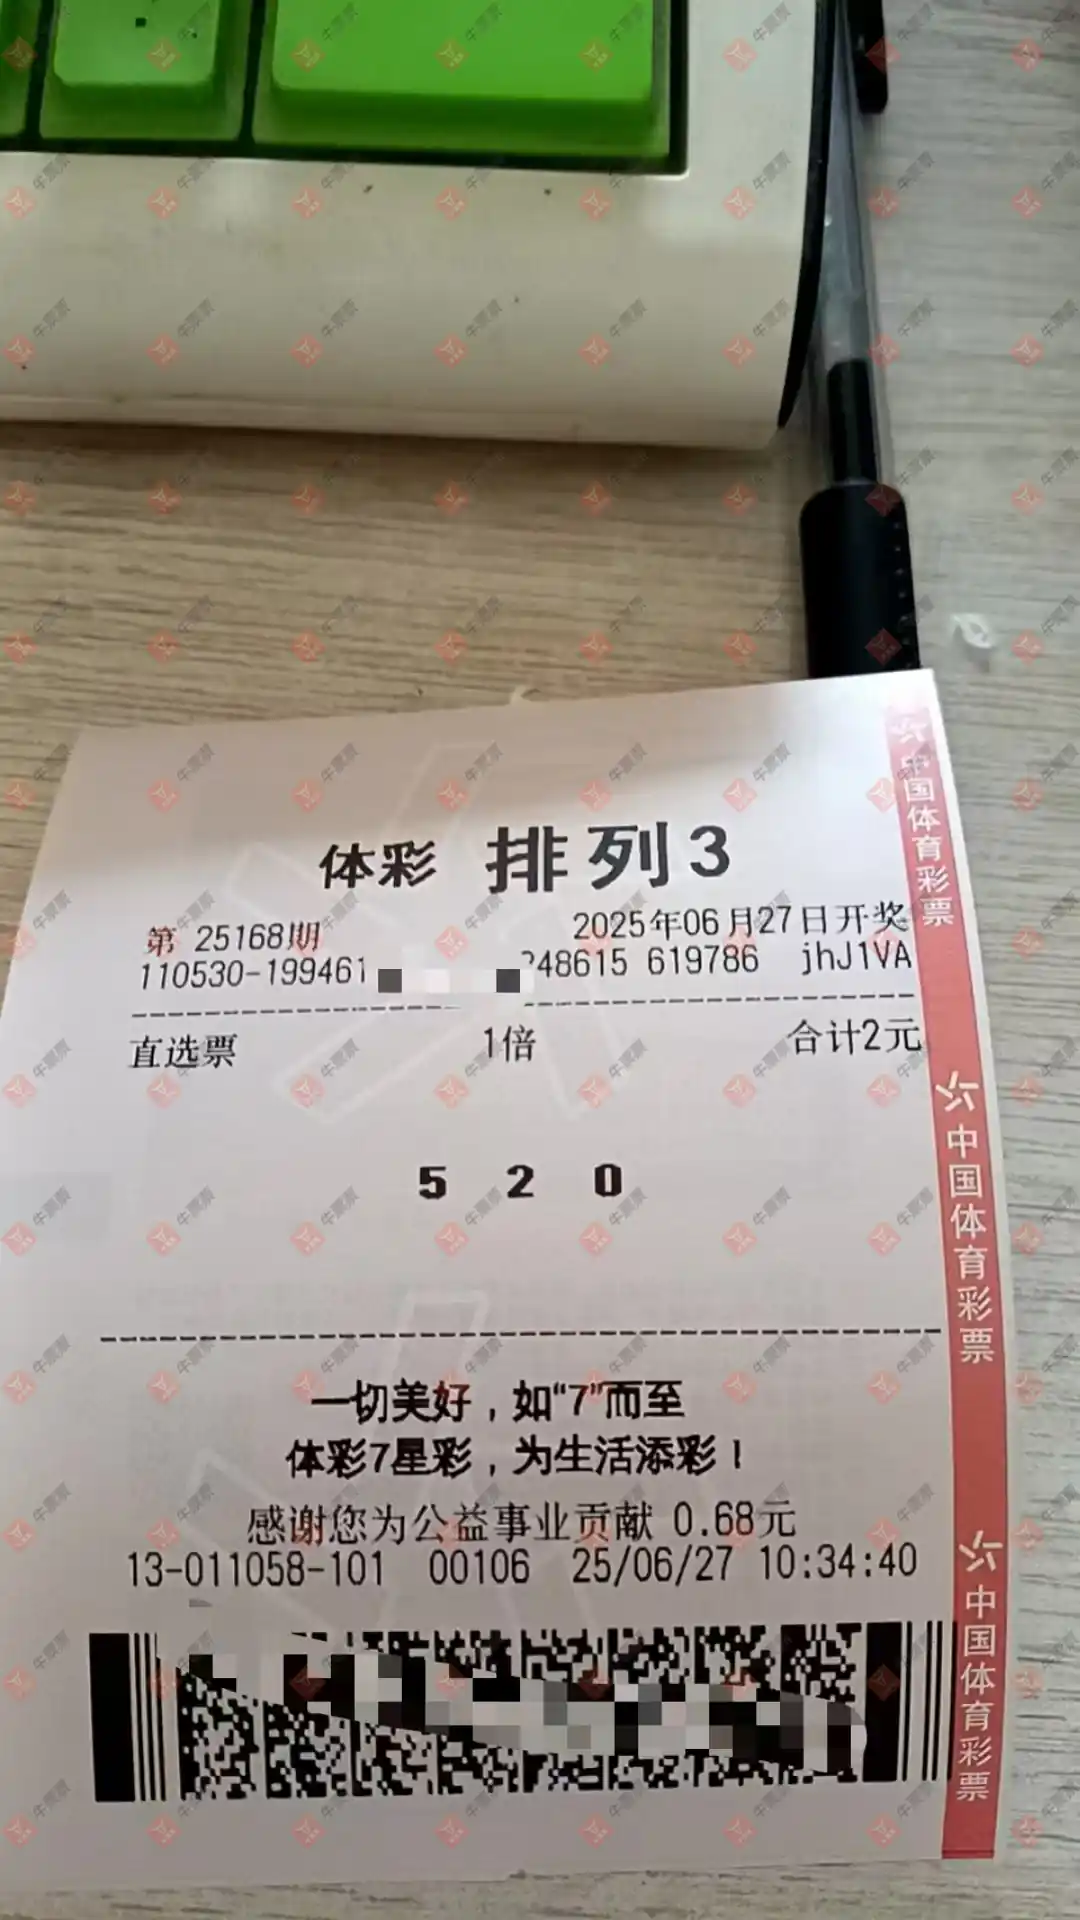 体彩 排列3
第 25168期 2025年06月27日开奖
110530-199461 248615 619786 jhJ1VA
直选票 1倍 合计2元
5 2 0
一切美好，如“7”而至
体彩7星彩，为生活添彩！
感谢您为公益事业贡献 0.68元
13-011058-101 00106 25/06/27 10:34:40
中国体育彩票
中国体育彩票
中国体育彩票
牛票票